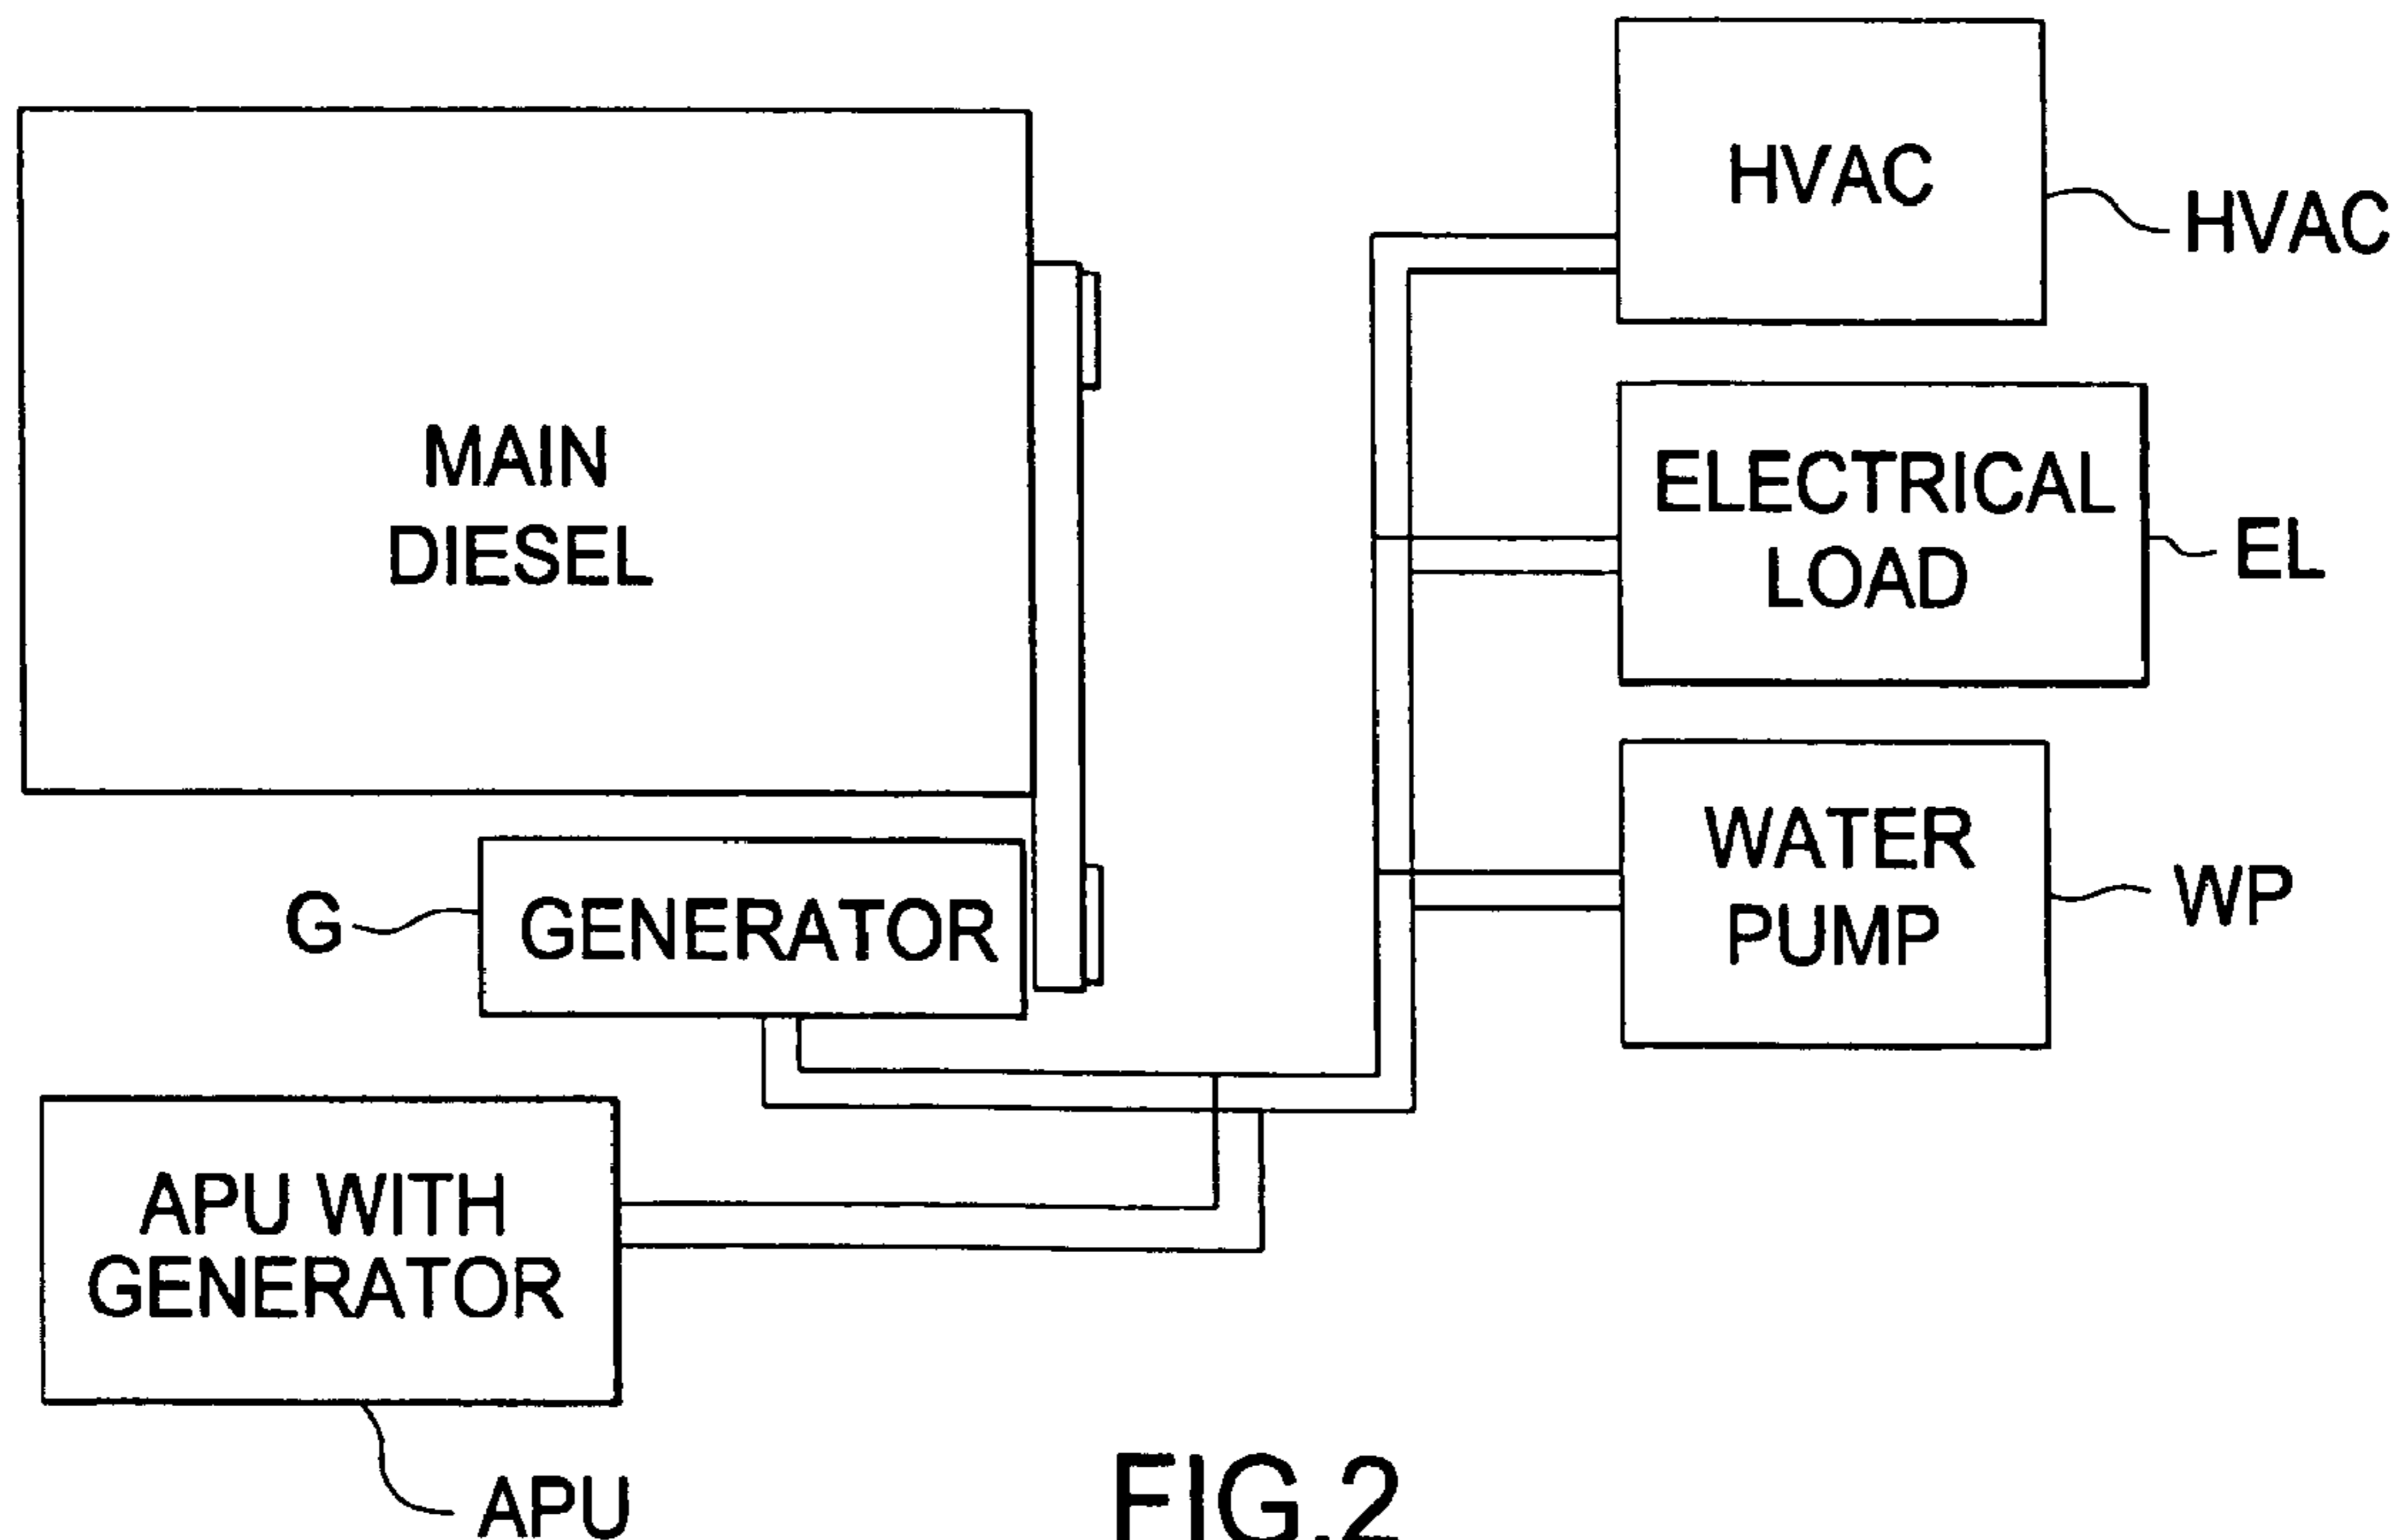 MAIN
DIESEL
G
GENERATOR
APU WITH
GENERATOR
APU
HVAC
HVAC
ELECTRICAL
LOAD
EL
WATER
PUMP
WP
FIG.2